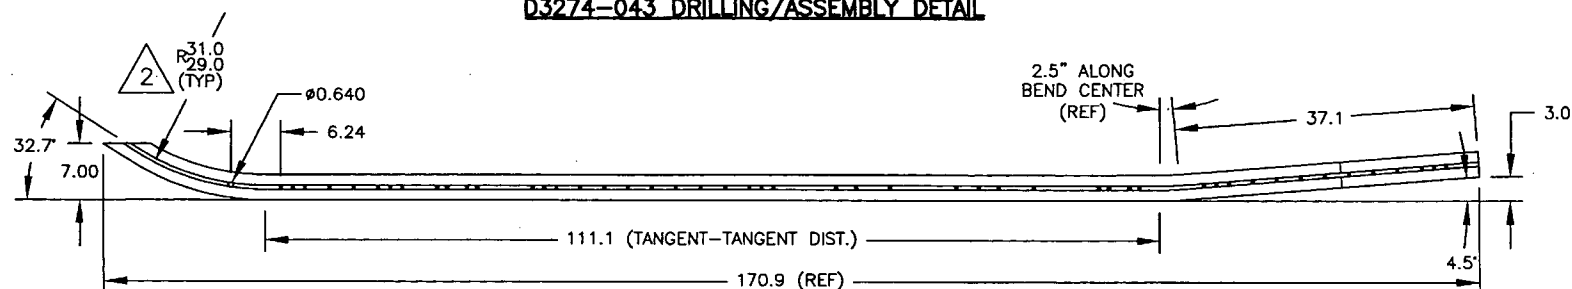 D3274-043 DRILLING/ASSEMBLY DETAIL
2
R31.0
29.0
(TYP)
ø0.640
6.24
2.5" ALONG
BEND CENTER
(REF)
37.1
3.0
32.7°
7.00
111.1 (TANGENT-TANGENT DIST.)
4.5°
170.9 (REF)